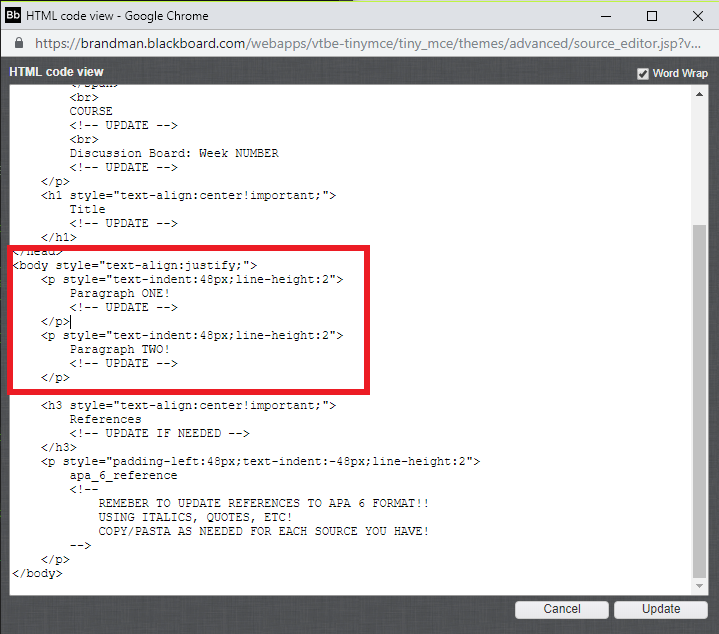 Bb HTML code view - Google Chrome
https://brandman.blackboard.com/webapps/vtbe-tinymce/tiny_mce/themes/advanced/source_editor.jsp?v...
HTML code view
Word Wrap
</span>
<br>
COURSE
<!-- UPDATE -->
<br>
Discussion Board: Week NUMBER
<!-- UPDATE -->
</p>
<h1 style="text-align:center!important;">
Title
<!-- UPDATE -->
</h1>
</head>
<body style="text-align:justify;">
<p style="text-indent:48px;line-height:2">
Paragraph ONE!
<!-- UPDATE -->
</p>
<p style="text-indent:48px;line-height:2">
Paragraph TWO!
<!-- UPDATE -->
</p>
<h3 style="text-align:center!important;">
References
<!-- UPDATE IF NEEDED -->
</h3>
<p style="padding-left:48px;text-indent:-48px;line-height:2">
apa_6_reference
<!--
REMEBER TO UPDATE REFERENCES TO APA 6 FORMAT!!
USING ITALICS, QUOTES, ETC!
COPY/PASTA AS NEEDED FOR EACH SOURCE YOU HAVE!
-->
</p>
</body>
Cancel
Update